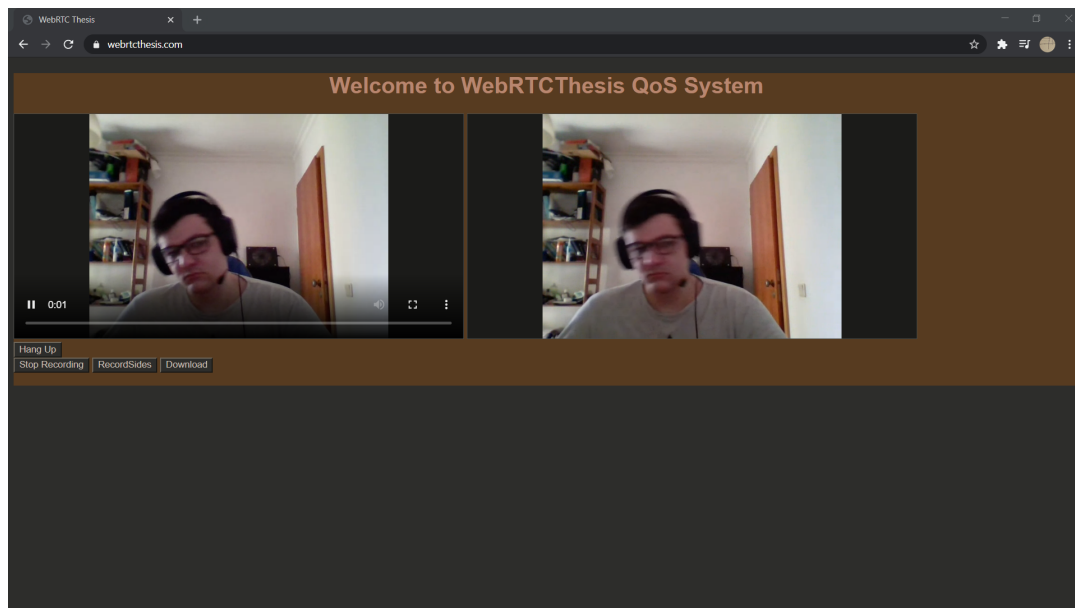 WebRTC Thesis
webrtcthesis.com
Welcome to WebRTCThesis QoS System
0:01
Hang Up
Stop Recording RecordSides Download